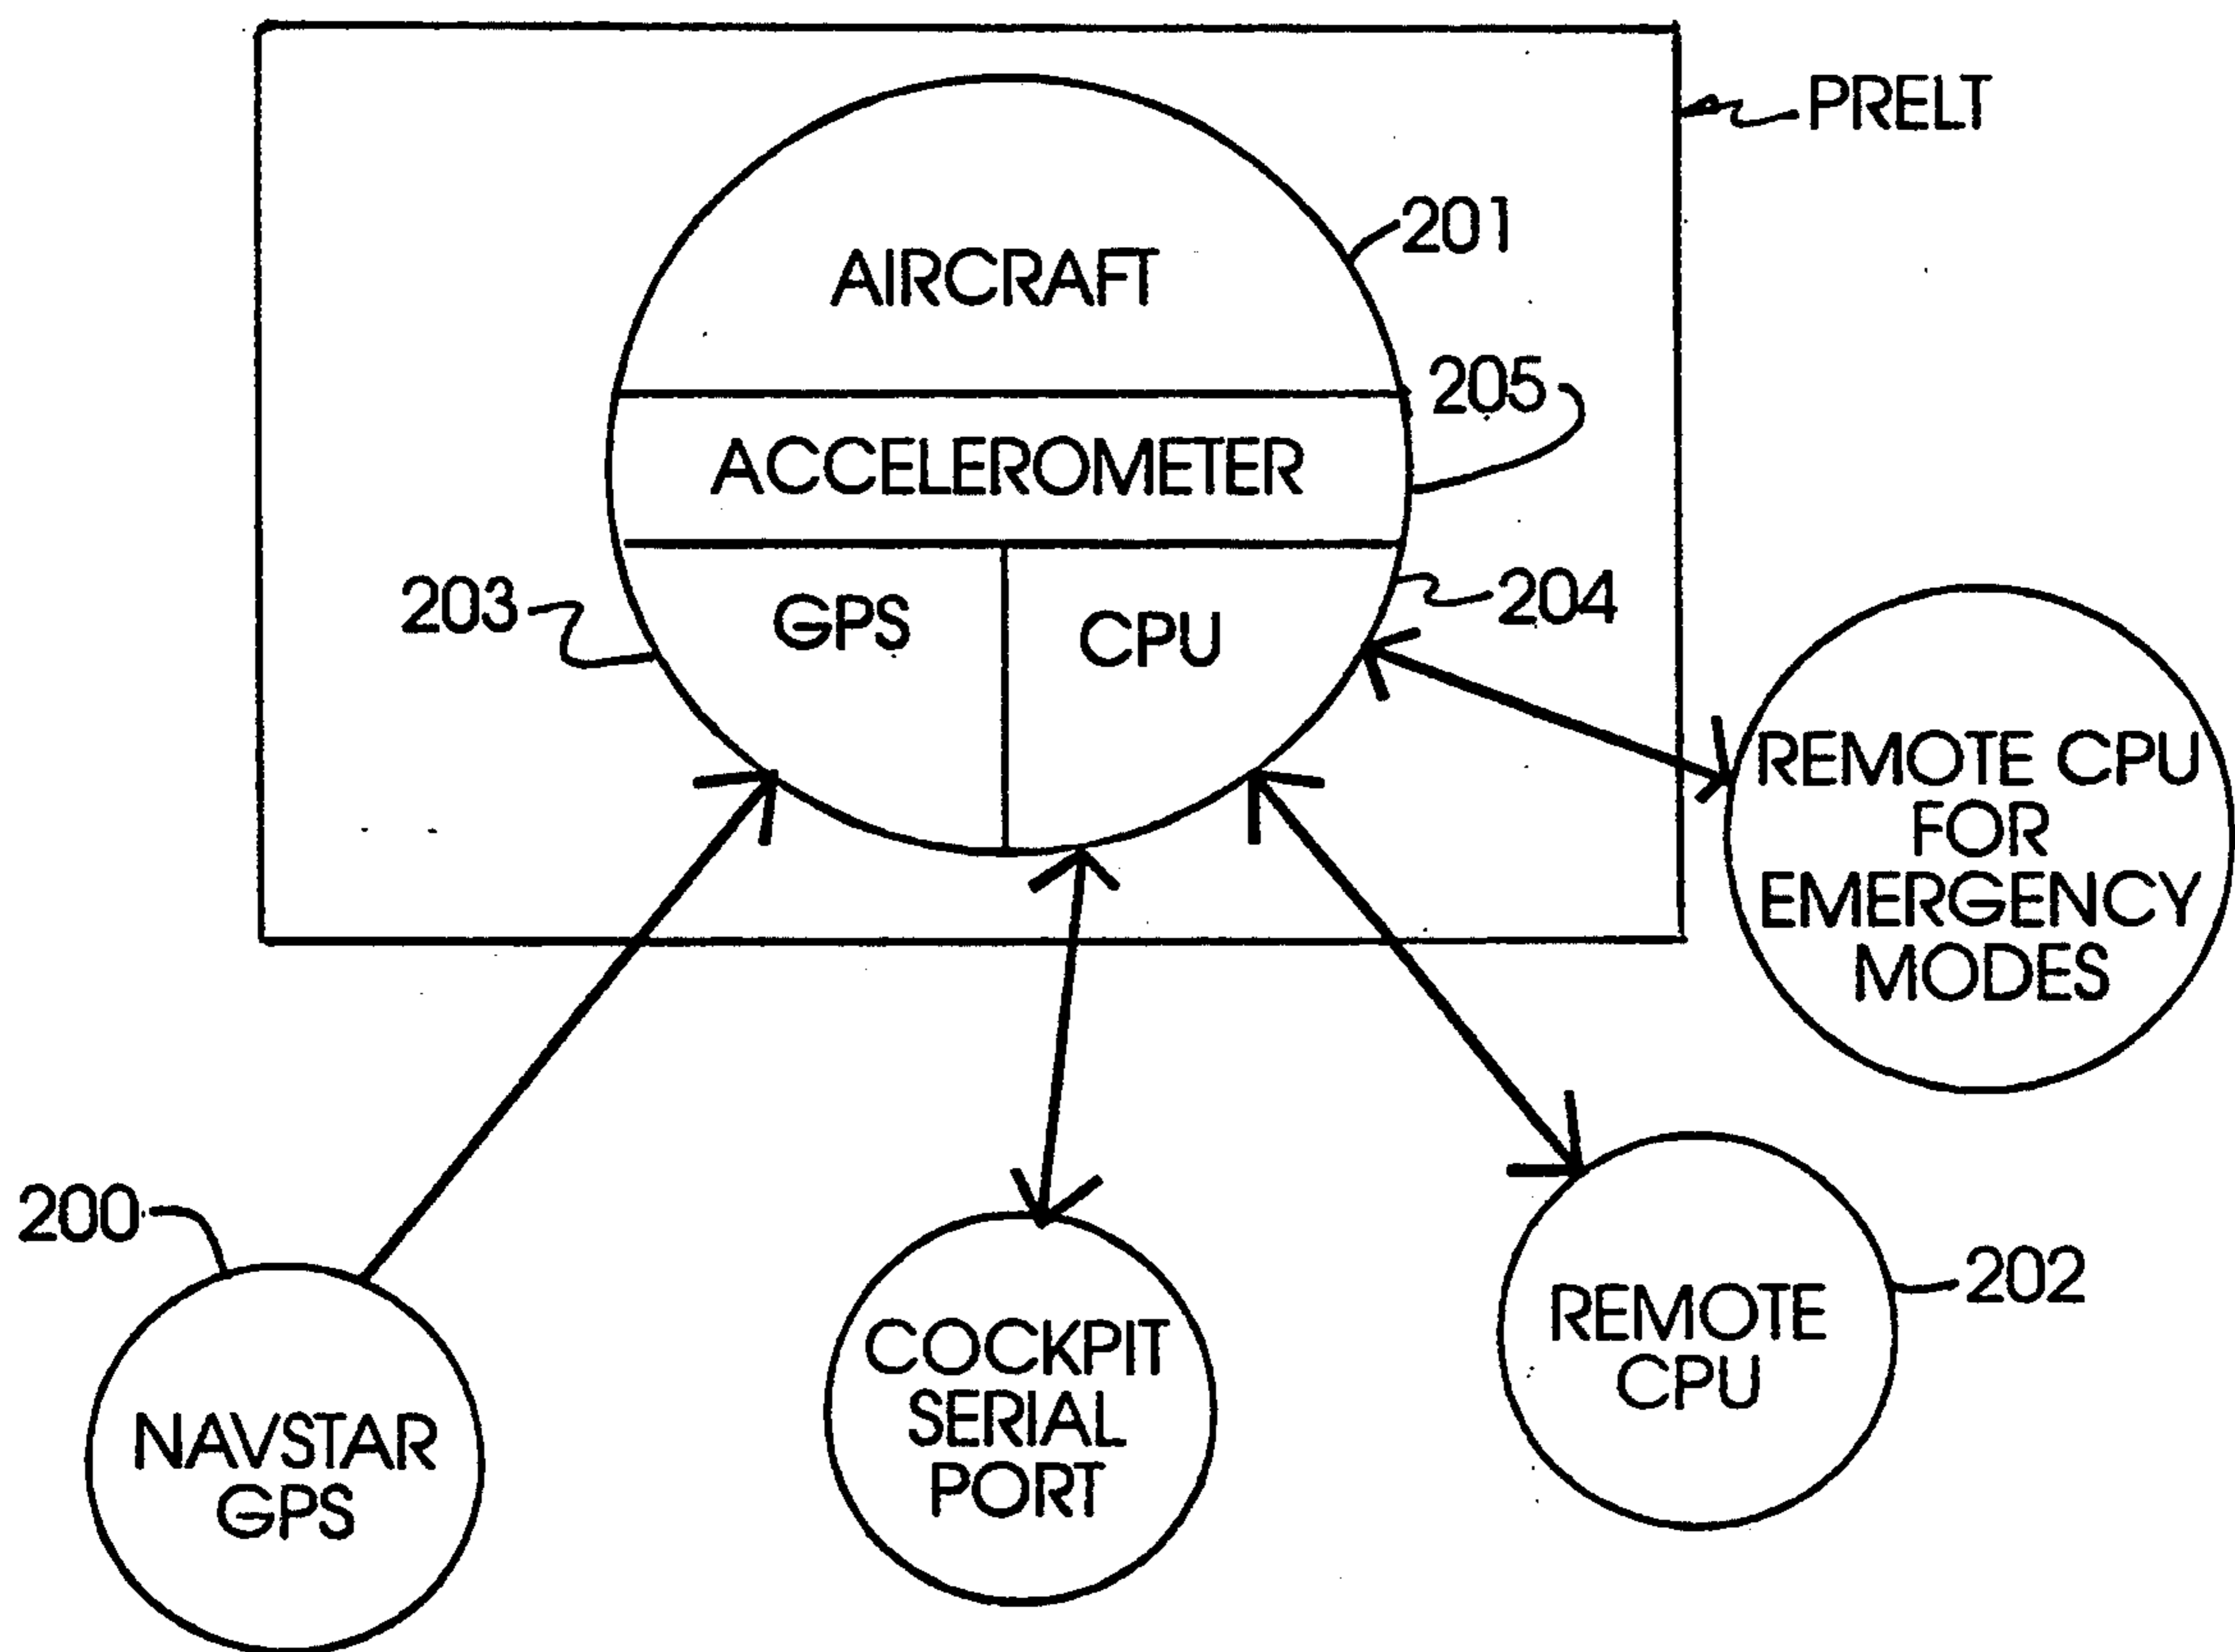 PRELT
201
AIRCRAFT
205
ACCELEROMETER
203
GPS
CPU
204
REMOTE CPU
FOR
EMERGENCY
MODES
200
NAVSTAR
GPS
COCKPIT
SERIAL
PORT
REMOTE
CPU
202